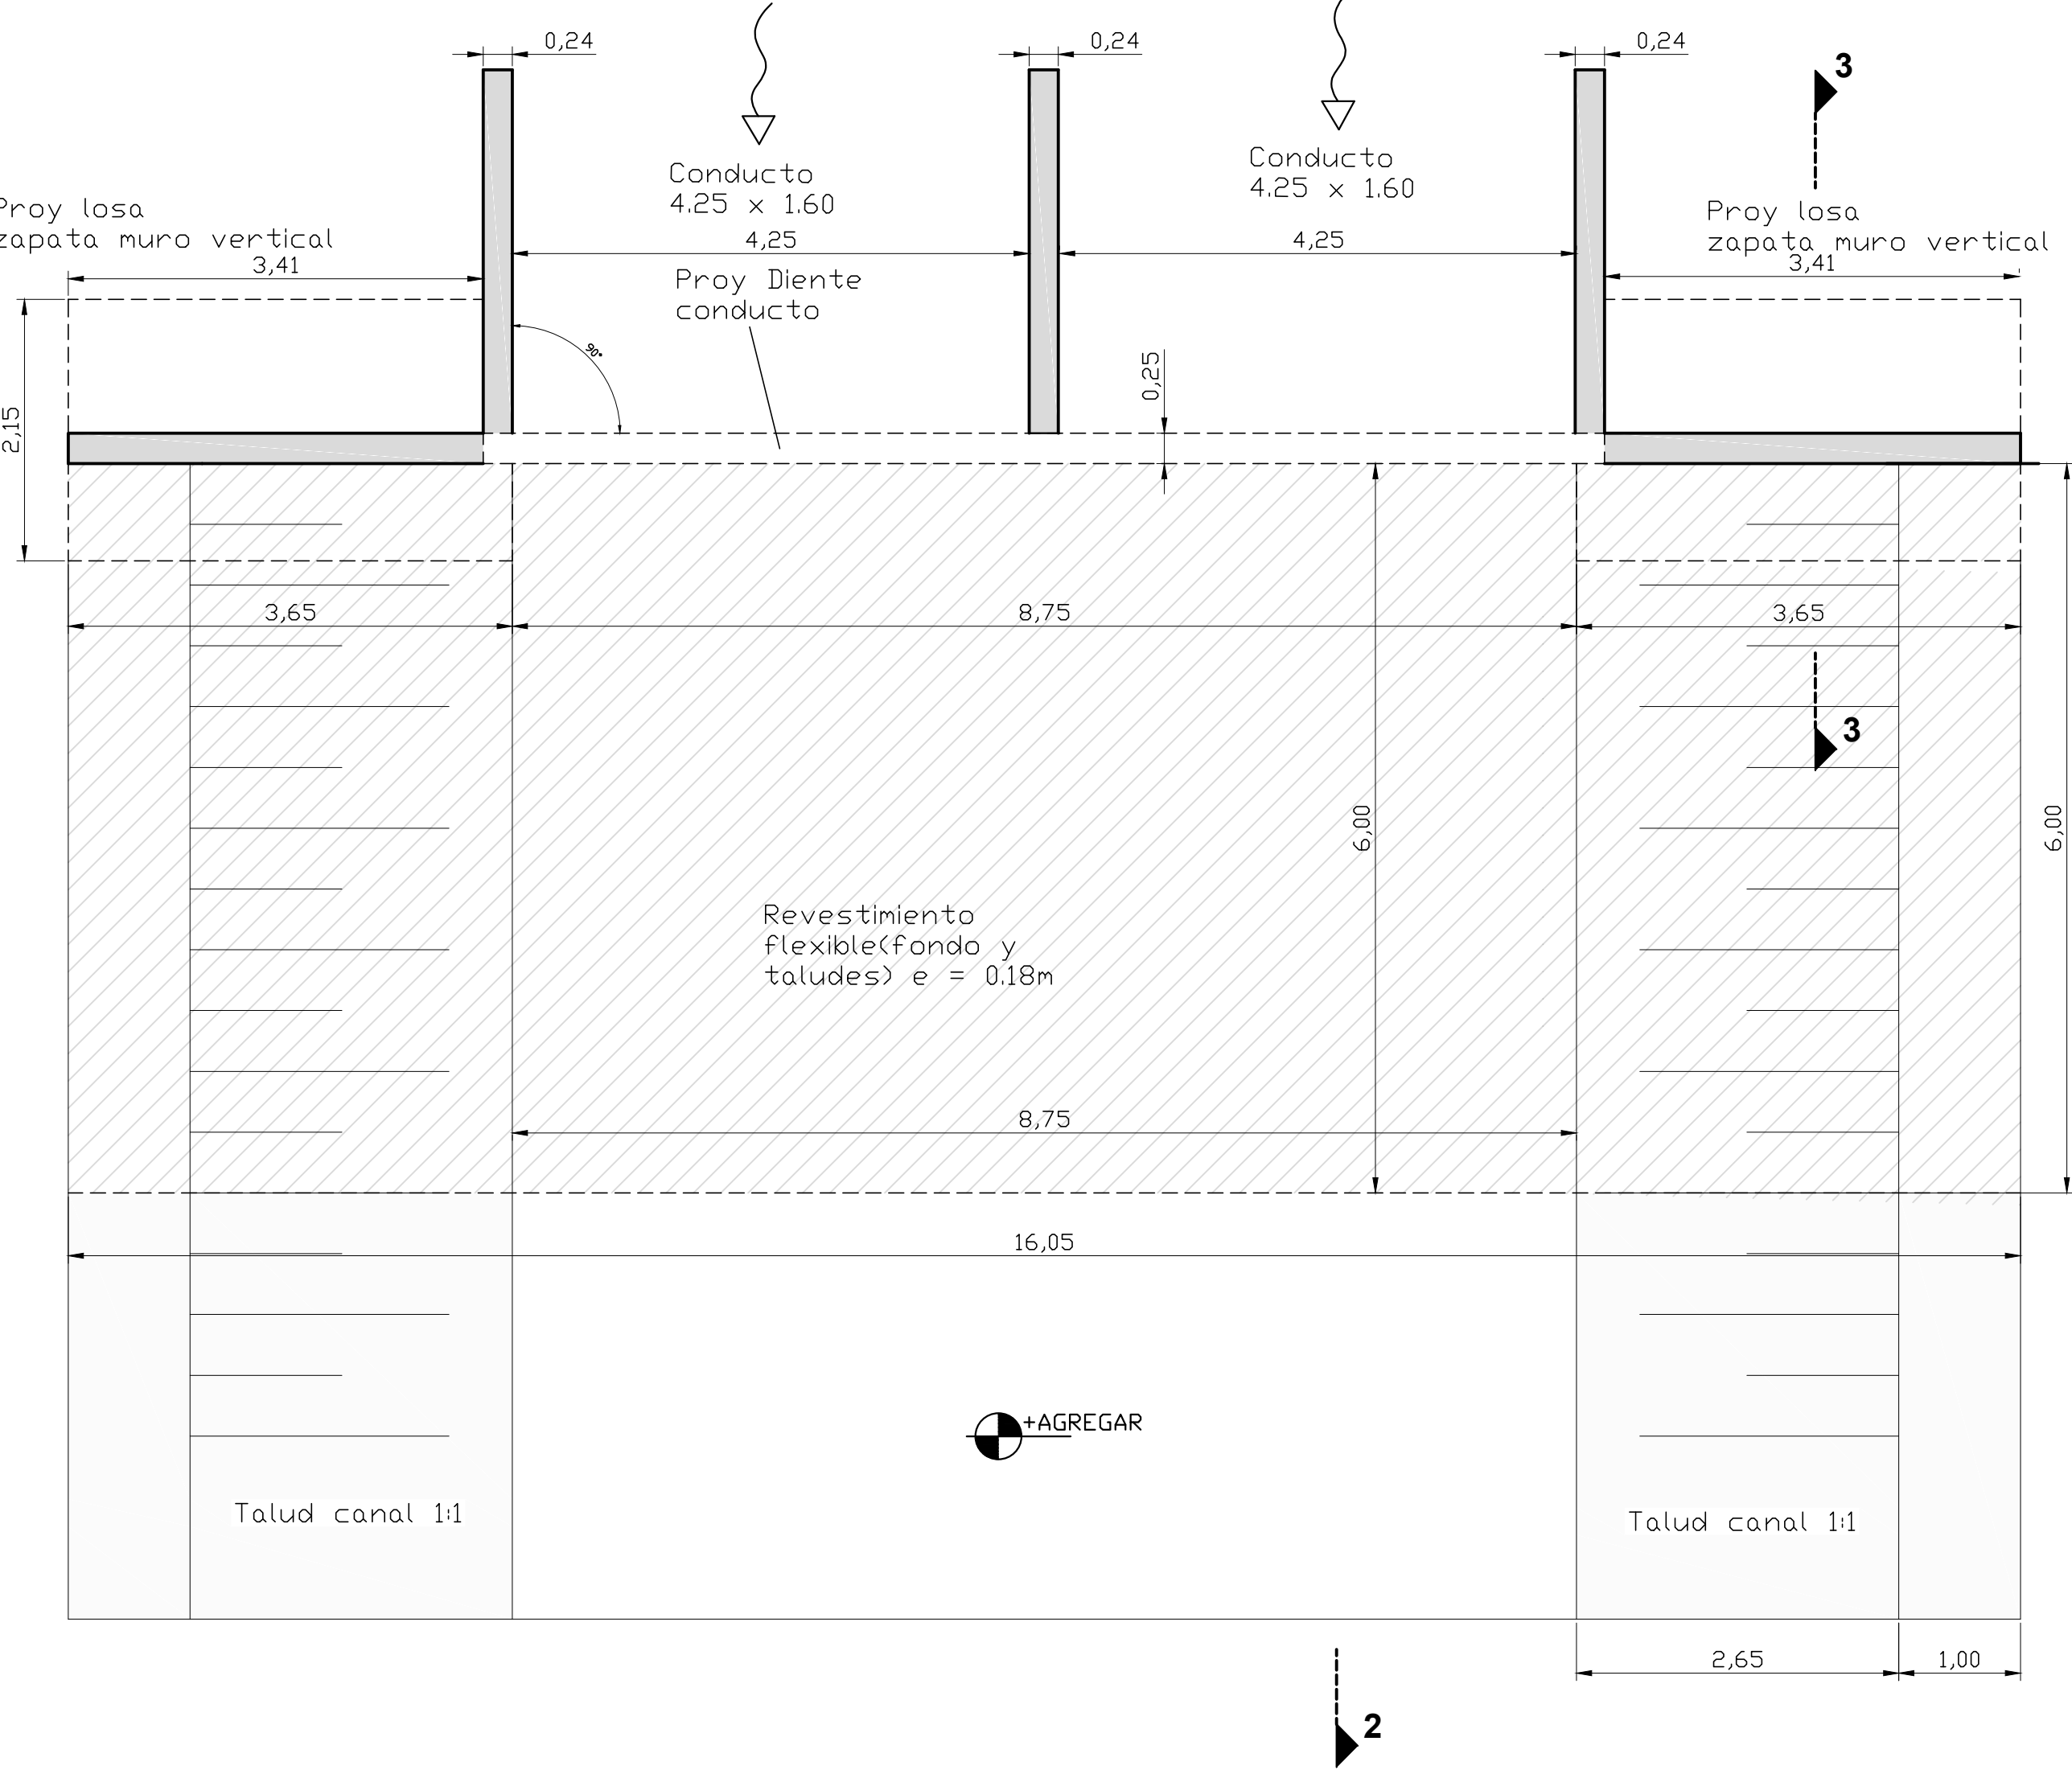 0,24
0,24
0,24
3
Conducto
4.25 x 1.60
Conducto
4.25 x 1.60
Proy losa
zapata muro vertical
Proy losa
zapata muro vertical
4,25
4,25
3,41
3,41
Proy Diente
conducto
90°
0,25
2,15
3,65
8,75
3,65
3
6,00
6,00
Revestimiento
flexible(fondo y
taludes) e = 0.18m
8,75
16,05
+AGREGAR
Talud canal 1:1
Talud canal 1:1
2,65
1,00
2